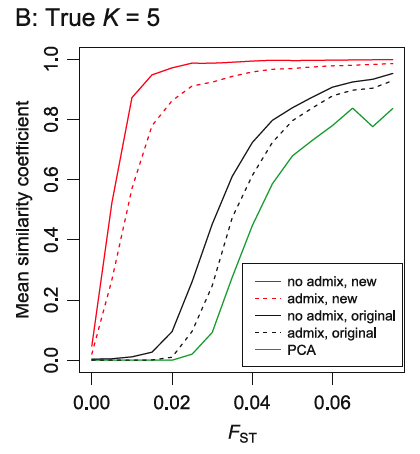 B: True K = 5
Mean similarity coefficient
1.0
0.8
0.6
0.4
0.2
0.0
no admix, new
admix, new
no admix, original
admix, original
PCA
0.00 0.02 0.04 0.06
FST